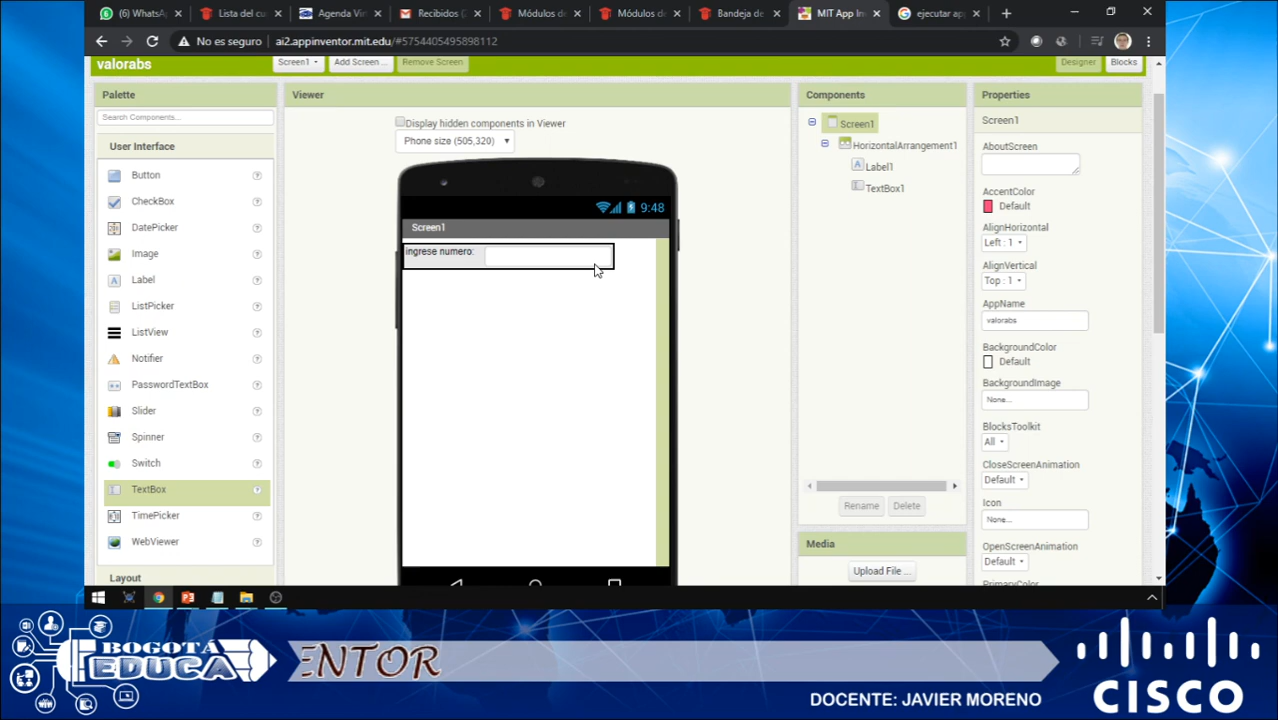 (6) WhatsA
Lista del cu
Agenda Virt
Recibidos (
Módulos de
Módulos de
Bandeja de
MIT App In
ejecutar ap
No es seguro
ai2.appinventor.mit.edu/#5754405495898112
valorabs
Screen1
Add Screen ...
Remove Screen
Designer
Blocks
Palette
Search Components...
User Interface
Button
CheckBox
DatePicker
Image
Label
ListPicker
ListView
Notifier
PasswordTextBox
Slider
Spinner
Switch
TextBox
TimePicker
WebViewer
Layout
Viewer
Display hidden components in Viewer
Phone size (505,320)
9:48
Screen1
ingrese numero:
Components
Screen1
HorizontalArrangement1
Label1
TextBox1
Rename
Delete
Media
Upload File ...
Properties
Screen1
AboutScreen
AccentColor
Default
AlignHorizontal
Left : 1
AlignVertical
Top : 1
AppName
valorabs
BackgroundColor
Default
BackgroundImage
None...
BlocksToolkit
All
CloseScreenAnimation
Default
Icon
None...
OpenScreenAnimation
Default
PrimaryColor
BOGOTÁ
EDUCA
ENTOR
DOCENTE: JAVIER MORENO
CISCO